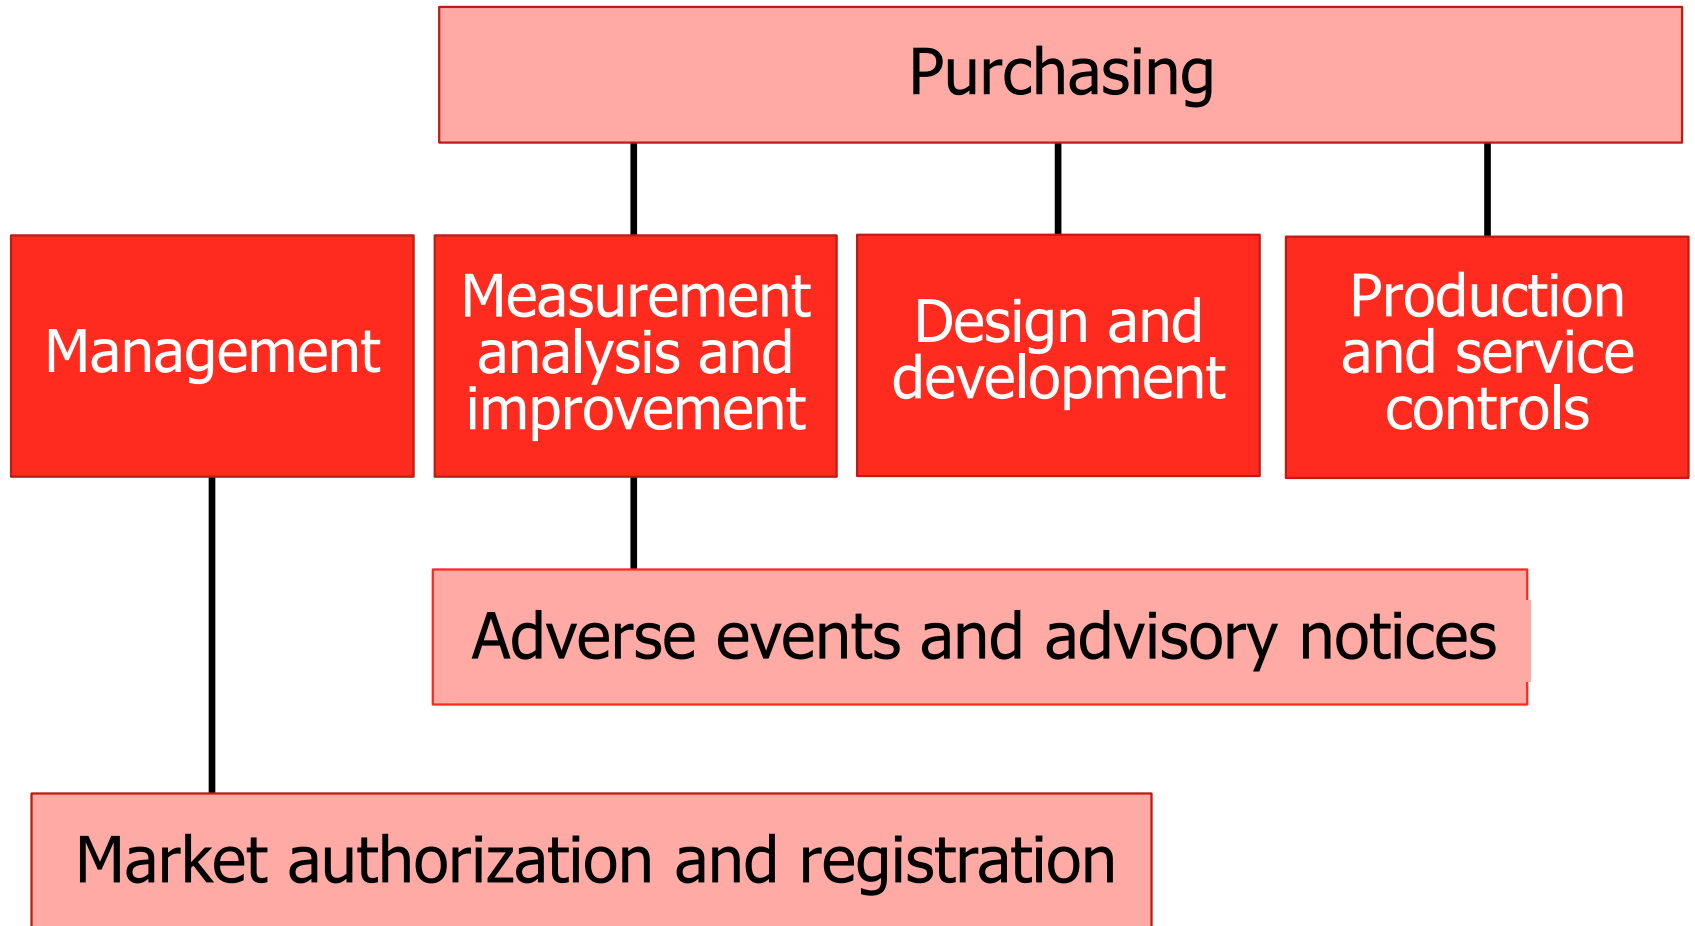 Purchasing
Management
Measurement
analysis and
improvement
Design and
development
Production
and service
controls
Adverse events and advisory notices
Market authorization and registration